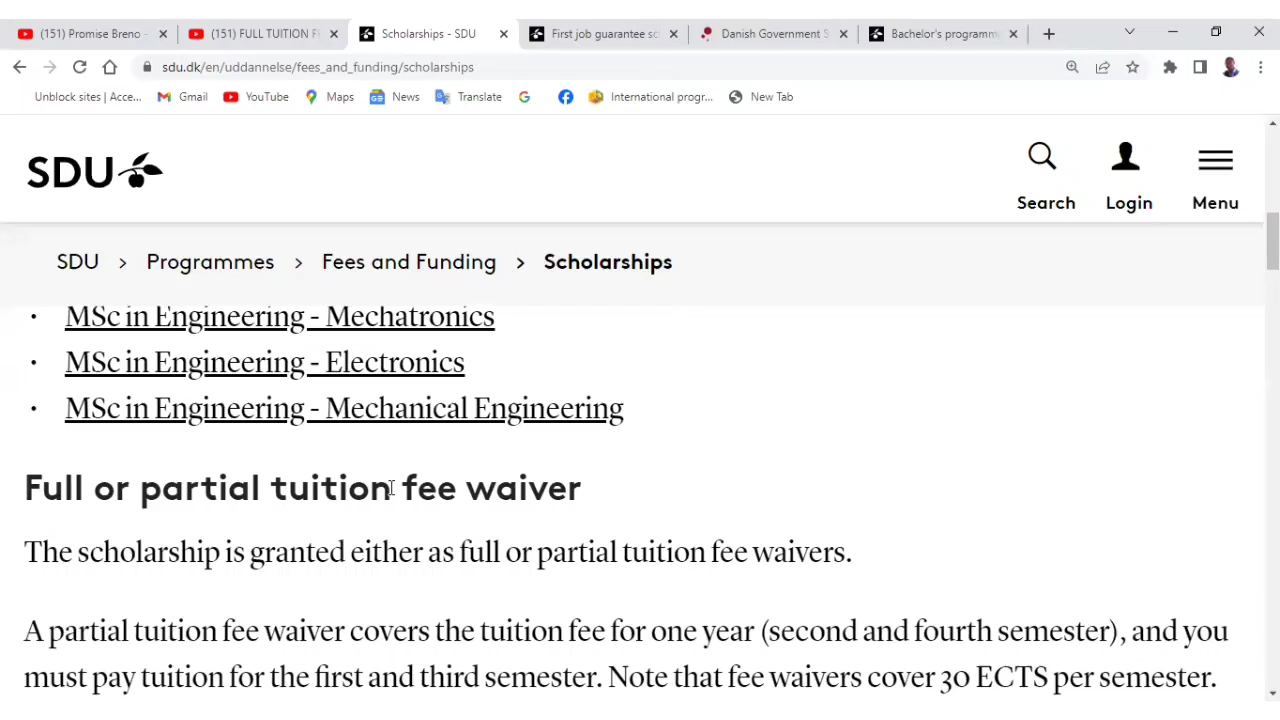 (151) Promise Breno -
(151) FULL TUITION F
Scholarships - SDU
First job guarantee sc
Danish Government S
Bachelor's programm
sdu.dk/en/uddannelse/fees_and_funding/scholarships
Unblock sites | Acce...
Gmail
YouTube
Maps
News
Translate
International progr...
New Tab
SDU
Search
Login
Menu
SDU > Programmes > Fees and Funding > Scholarships
· MSc in Engineering - Mechatronics
· MSc in Engineering - Electronics
· MSc in Engineering - Mechanical Engineering
Full or partial tuition fee waiver
The scholarship is granted either as full or partial tuition fee waivers.
A partial tuition fee waiver covers the tuition fee for one year (second and fourth semester), and you
must pay tuition for the first and third semester. Note that fee waivers cover 30 ECTS per semester.